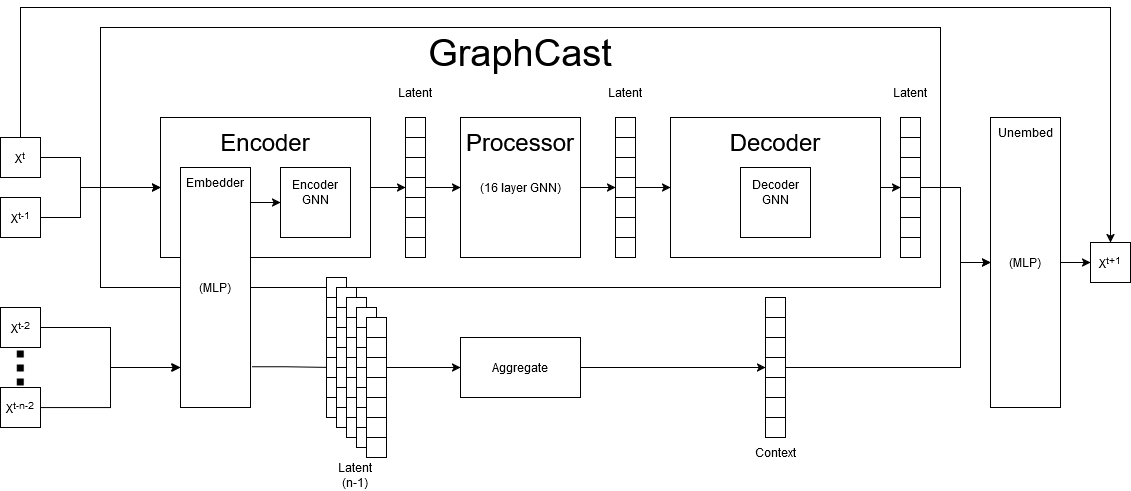 GraphCast
Latent
Latent
Latent
Encoder
Processor
Decoder
Unembed
X^t
Embedder
Encoder
GNN
(16 layer GNN)
Decoder
GNN
X^t-1
(MLP)
(MLP)
X^t+1
X^t-2
Aggregate
X^t-n-2
Context
Latent
(n-1)